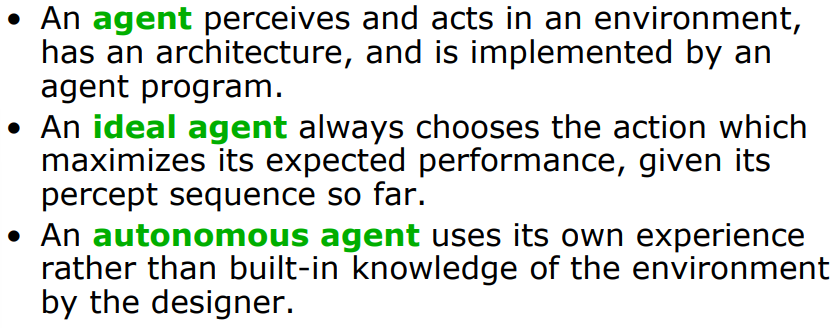 • An agent perceives and acts in an environment,
has an architecture, and is implemented by an
agent program.
• An ideal agent always chooses the action which
maximizes its expected performance, given its
percept sequence so far.
• An autonomous agent uses its own experience
rather than built-in knowledge of the environment
by the designer.